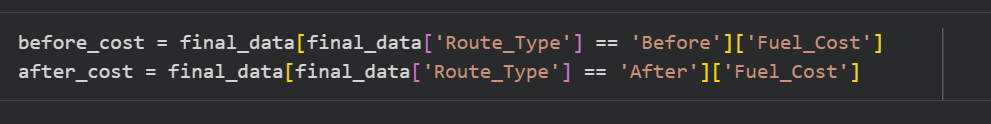 before_cost = final_data[final_data['Route_Type'] == 'Before']['Fuel_Cost']
after_cost = final_data[final_data['Route_Type'] == 'After']['Fuel_Cost']